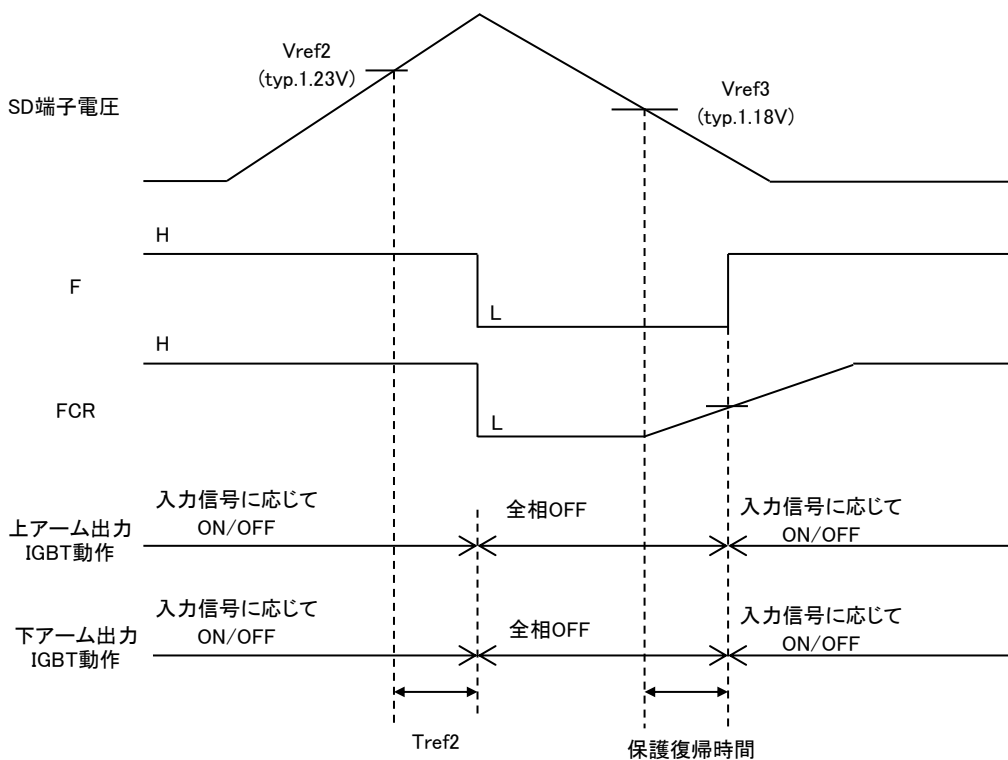 Vref2
(typ.1.23V)
SD端子電圧
Vref3
(typ.1.18V)
H
F
L
H
FCR
L
入力信号に応じて
ON/OFF
全相OFF
入力信号に応じて
ON/OFF
上アーム出力
IGBT動作
入力信号に応じて
ON/OFF
全相OFF
入力信号に応じて
ON/OFF
下アーム出力
IGBT動作
Tref2
保護復帰時間